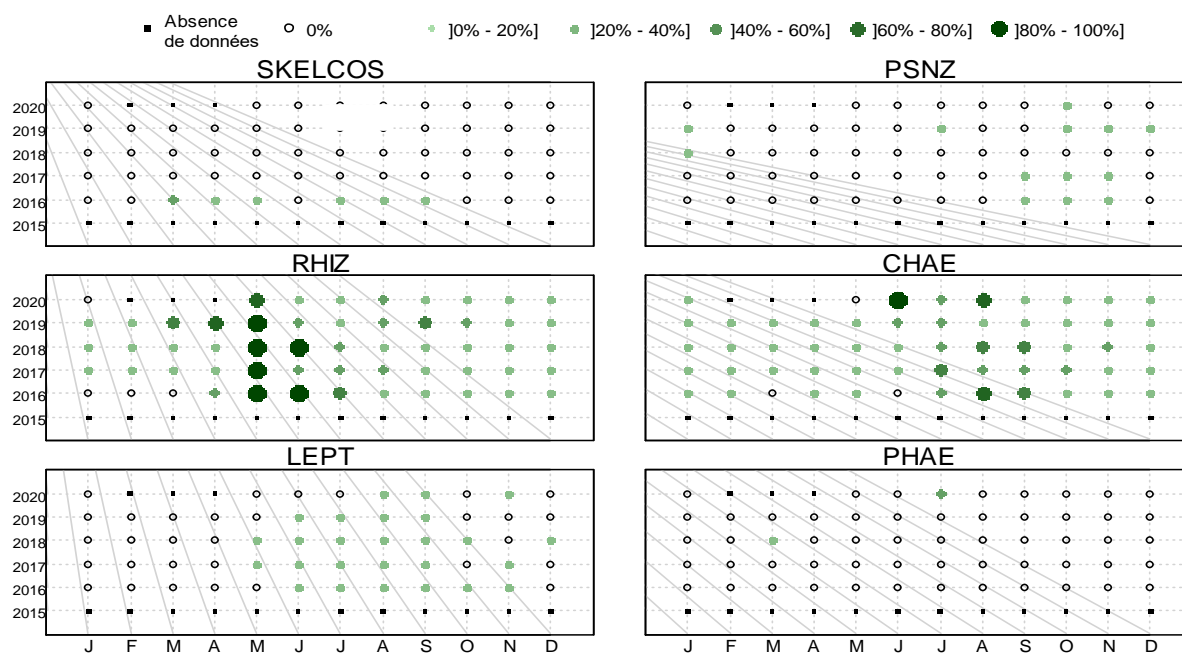 Absence
de données
0%
]0% - 20%]
]20% - 40%]
]40% - 60%]
]60% - 80%]
]80% - 100%]
SKELCOS
PSNZ
2020
2019
2018
2017
2016
2015
RHIZ
CHAE
2020
2019
2018
2017
2016
2015
LEPT
PHAE
2020
2019
2018
2017
2016
2015
J F M A M J J A S O N D
J F M A M J J A S O N D